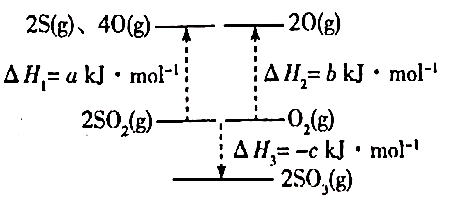 2S(g)、4O(g) 2O(g)
ΔH₁= a kJ・mol⁻¹ ΔH₂= b kJ・mol⁻¹
2SO₂(g) O₂(g)
ΔH₃= -c kJ・mol⁻¹
2SO₃(g)